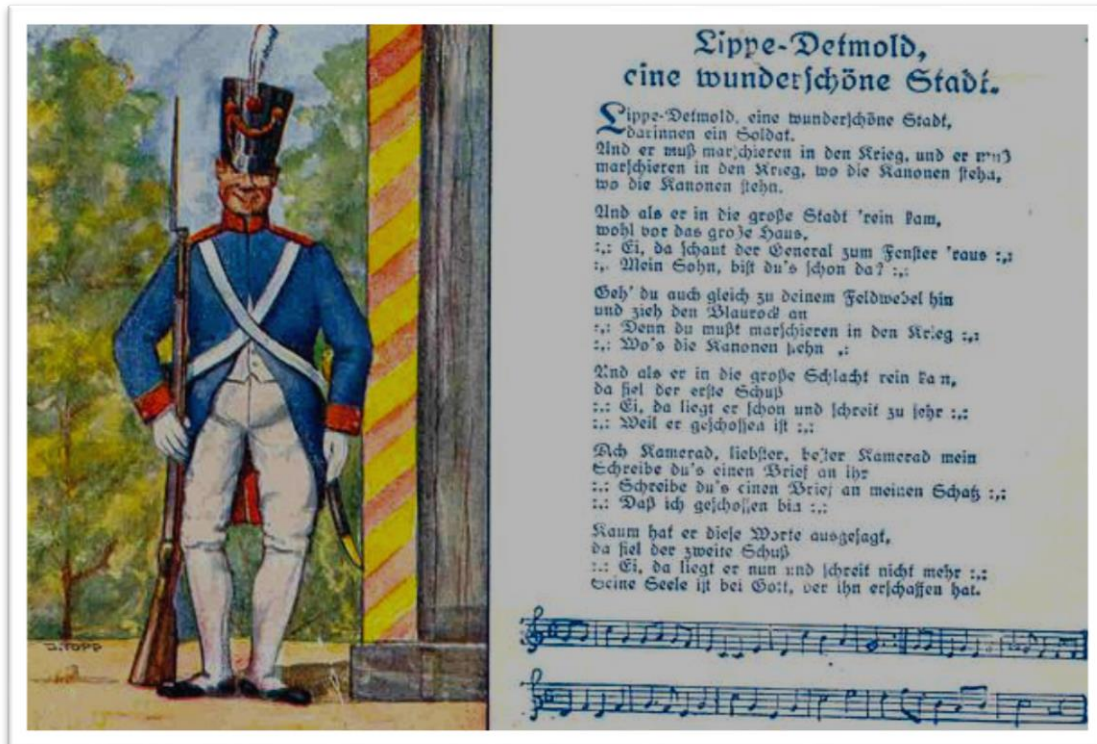 Lippe-Detmold,
eine wunderschöne Stadt.
Lippe-Detmold, eine wunderschöne Stadt,
darinnen ein Soldat.
Und er muß marschieren in den Krieg, und er muß
marschieren in den Krieg, wo die Kanonen stehn,
wo die Kanonen stehn.
Und als er in die große Stadt 'rein kam,
wohl vor das große Haus,
:,: Ei, da schaut der General zum Fenster 'raus :,:
:,: Mein Sohn, bist du's schon da? :,:
Geh' du auch gleich zu deinem Feldwebel hin
und zieh den Blaurock an
:,: Denn du mußt marschieren in den Krieg :,:
:,: Wo's die Kanonen stehn :,:
Und als er in die große Schlacht rein kam,
da fiel der erste Schuß
:,: Ei, da liegt er schon und schreit zu sehr :,:
:,: Weil er geschossen ist :,:
Ach Kamerad, liebster, bester Kamerad mein
Schreibe du's einen Brief an ihr
:,: Schreibe du's einen Brief an meinen Schatz :,:
:,: Daß ich geschossen bin :,:
Kaum hat er diese Worte ausgesagt,
da fiel der zweite Schuß
:,: Ei, da liegt er nun und schreit nicht mehr :,:
Seine Seele ist bei Gott, der ihn erschaffen hat.
J.TOPP